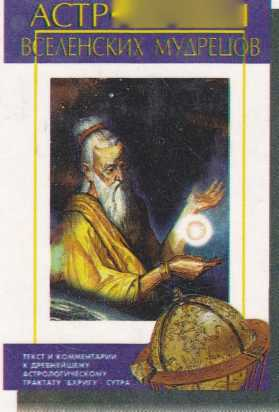 АСТР
ВСЕЛЕНСКИХ МУДРЕЦОВ
ТЕКСТ И КОММЕНТАРИИ
К ДРЕВНЕЙШЕМУ
АСТРОЛОГИЧЕСКОМУ
ТРАКТАТУ БХРИГУ - СУТРА